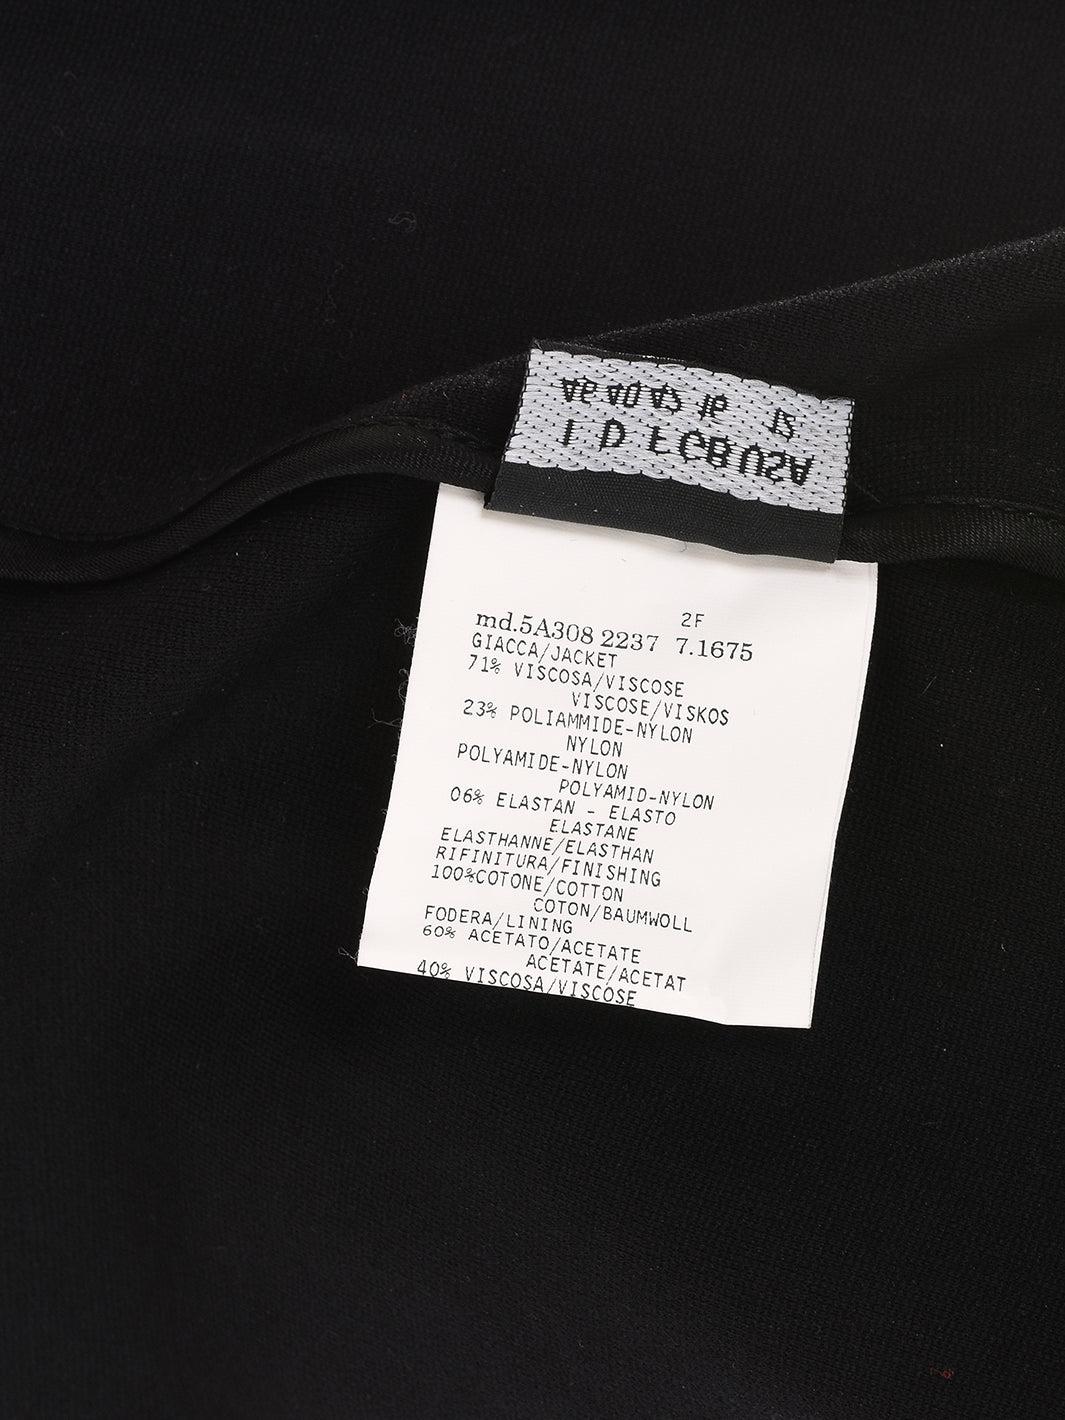 2F
md.5A308 2237 7.1675
GIACCA/JACKET
71% VISCOSA/VISCOSE
VISCOSE/VISKOS
23% POLIAMMIDE-NYLON
NYLON
POLYAMIDE-NYLON
POLYAMID-NYLON
06% ELASTAN - ELASTO
ELASTANE
ELASTHANNE/ELASTHAN
RIFINITURA/FINISHING
100%COTONE/COTTON
COTON/BAUMWOLL
FODERA/LINING
60% ACETATO/ACETATE
ACETATE/ACETAT
40% VISCOSA/VISCOSE